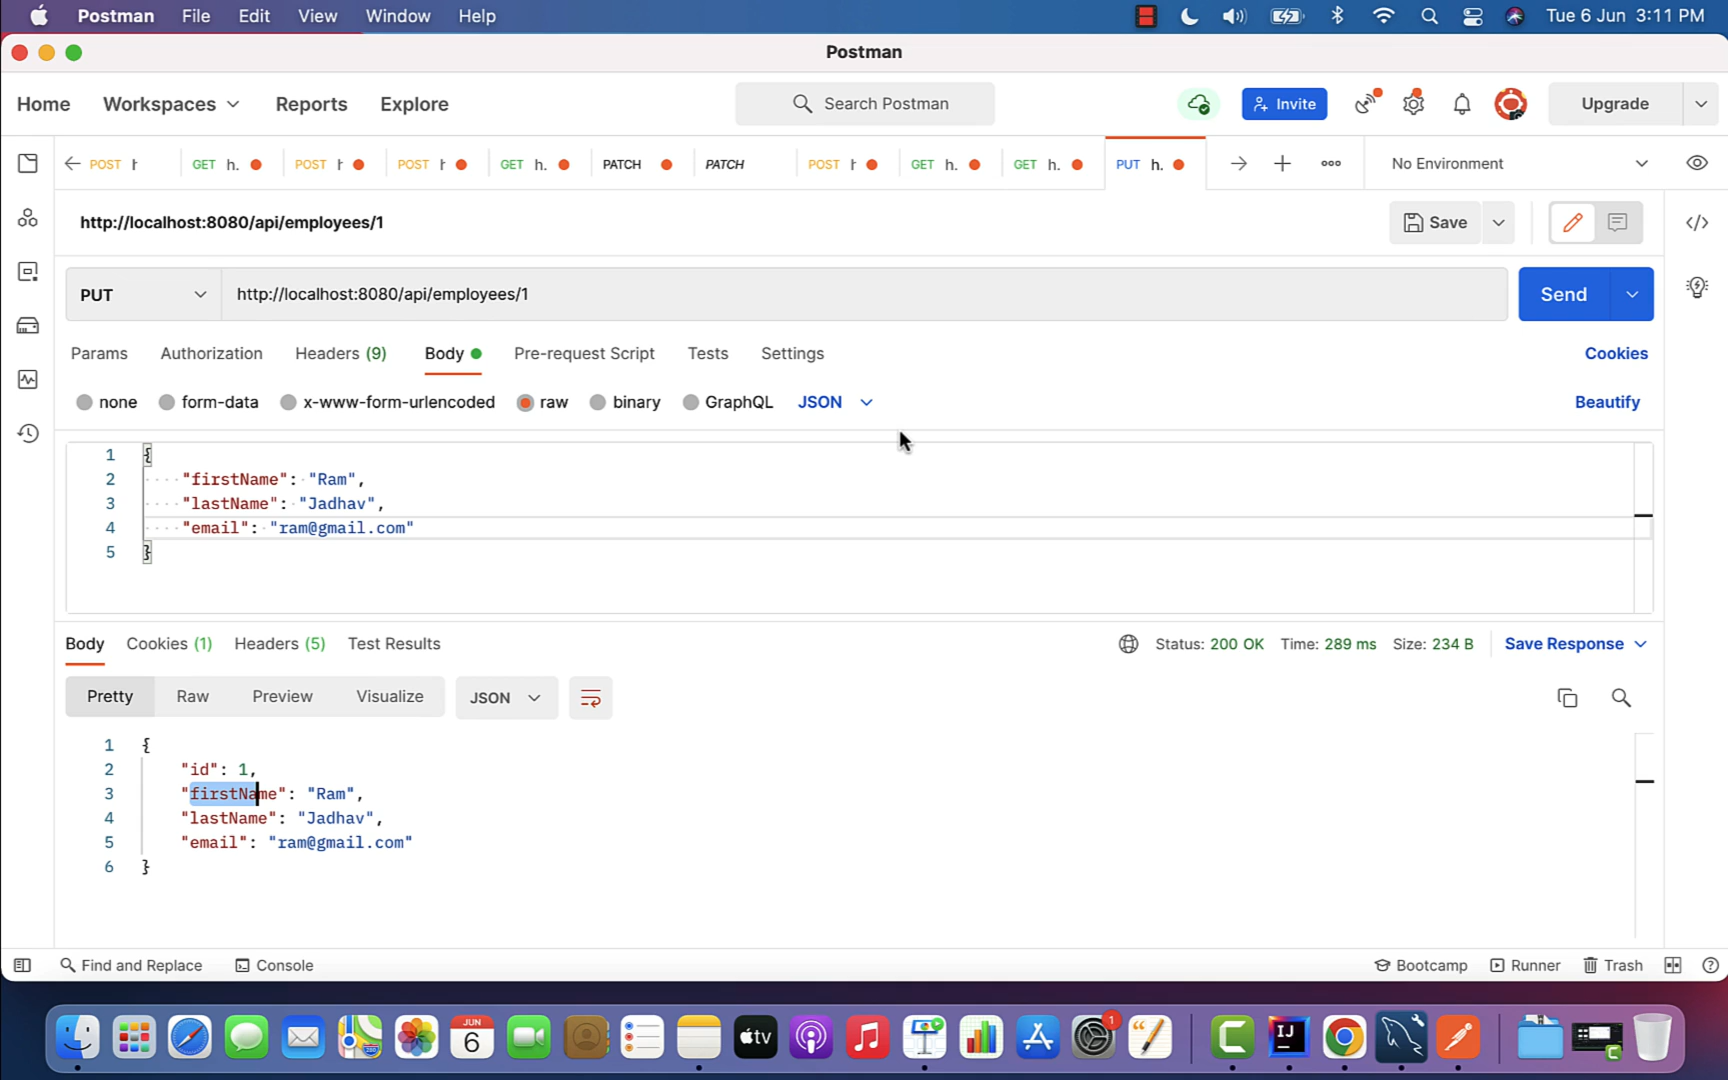 Postman File Edit View Window Help Tue 6 Jun 3:11 PM
Postman
Home Workspaces Reports Explore Search Postman Invite Upgrade
POST h GET h. POST h POST h GET h. PATCH PATCH POST h GET h. GET h. PUT h. No Environment
http://localhost:8080/api/employees/1 Save
PUT http://localhost:8080/api/employees/1 Send
Params Authorization Headers (9) Body Pre-request Script Tests Settings Cookies
none form-data x-www-form-urlencoded raw binary GraphQL JSON Beautify
1 {
2 "firstName": "Ram",
3 "lastName": "Jadhav",
4 "email": "ram@gmail.com"
5 }
Body Cookies (1) Headers (5) Test Results Status: 200 OK Time: 289 ms Size: 234 B Save Response
Pretty Raw Preview Visualize JSON
1 {
2 "id": 1,
3 "firstName": "Ram",
4 "lastName": "Jadhav",
5 "email": "ram@gmail.com"
6 }
Find and Replace Console Bootcamp Runner Trash
JUN
6
tv
1
IJ
C